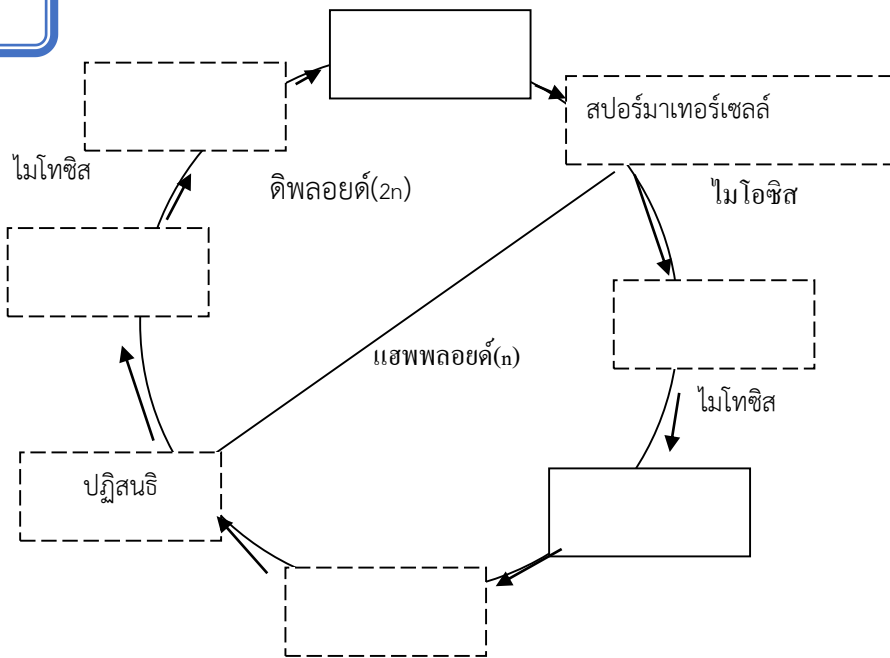 สปอร์มาเทอร์เซลล์
ไมโทซิส
ดิพลอยด์(2n)
ไมโอซิส
แฮพพลอยด์(n)
ไมโทซิส
ปฏิสนธิ